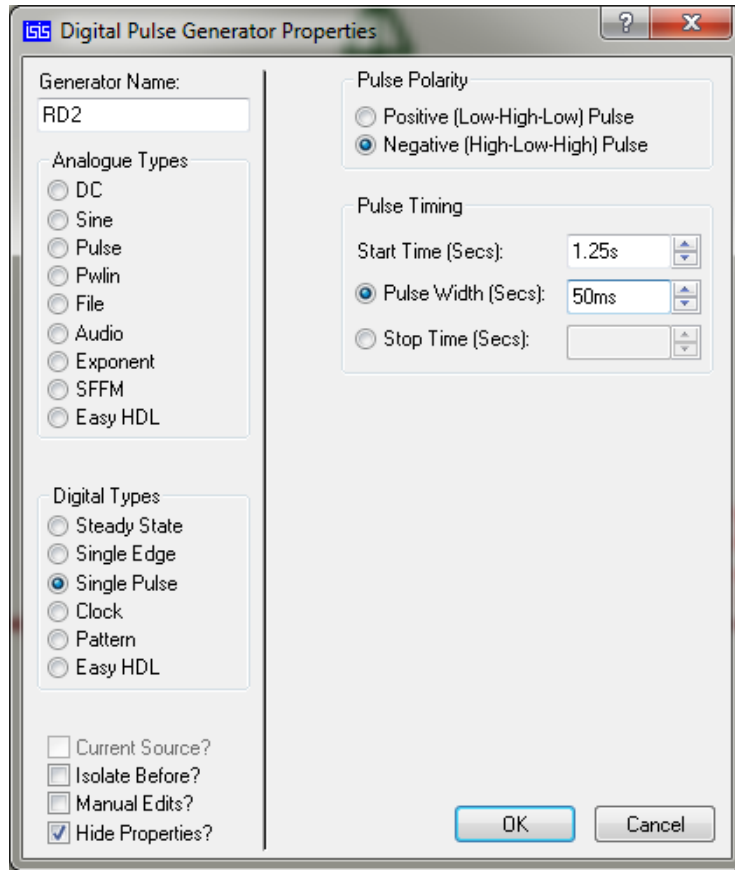 isis Digital Pulse Generator Properties
?
X
Generator Name:
RD2
Analogue Types
DC
Sine
Pulse
Pwlin
File
Audio
Exponent
SFFM
Easy HDL
Digital Types
Steady State
Single Edge
Single Pulse
Clock
Pattern
Easy HDL
Current Source?
Isolate Before?
Manual Edits?
Hide Properties?
Pulse Polarity
Positive (Low-High-Low) Pulse
Negative (High-Low-High) Pulse
Pulse Timing
Start Time (Secs): 1.25s
Pulse Width (Secs): 50ms
Stop Time (Secs):
OK Cancel